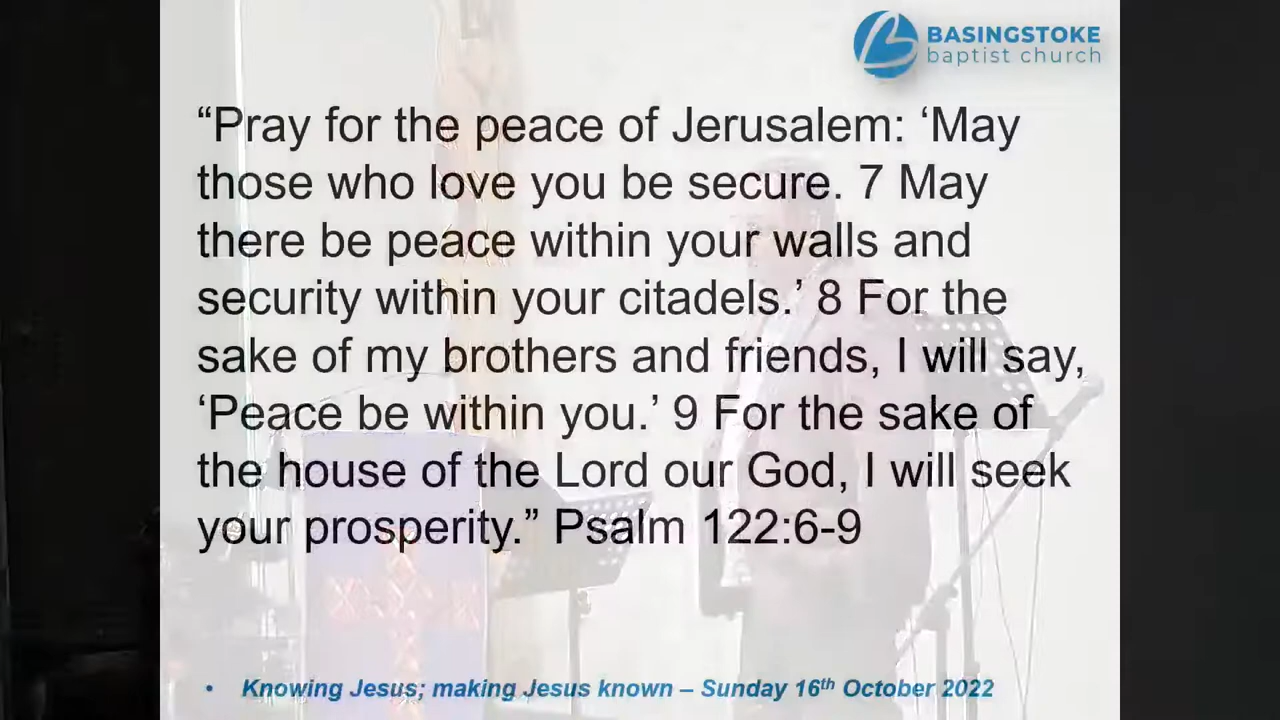 BASINGSTOKE
baptist church
“Pray for the peace of Jerusalem: ‘May
those who love you be secure. 7 May
there be peace within your walls and
security within your citadels.’ 8 For the
sake of my brothers and friends, I will say,
‘Peace be within you.’ 9 For the sake of
the house of the Lord our God, I will seek
your prosperity.” Psalm 122:6-9
• Knowing Jesus; making Jesus known – Sunday 16th October 2022